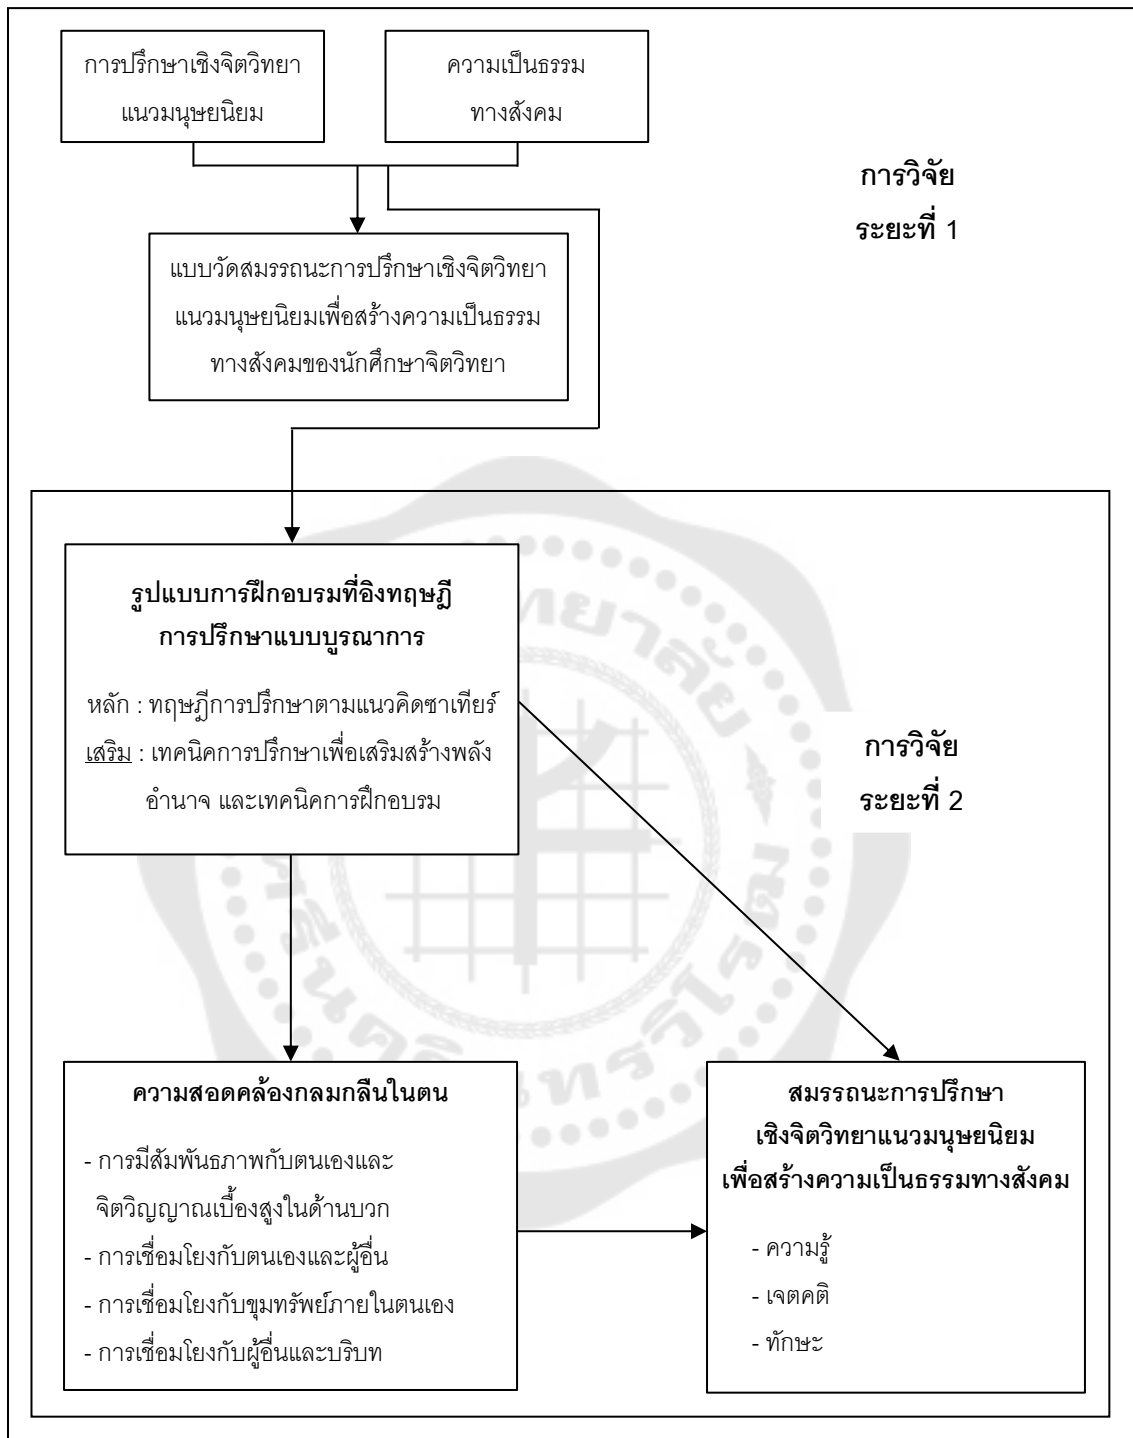 การปรึกษาเชิงจิตวิทยา
แนวมนุษยนิยม
ความเป็นธรรม
ทางสังคม
การวิจัย
ระยะที่ 1
แบบวัดสมรรถนะการปรึกษาเชิงจิตวิทยา
แนวมนุษยนิยมเพื่อสร้างความเป็นธรรม
ทางสังคมของนักศึกษาจิตวิทยา
รูปแบบการฝึกอบรมที่อิงทฤษฎี
การปรึกษาแบบบูรณาการ
หลัก : ทฤษฎีการปรึกษาตามแนวคิดซาเทียร์
เสริม : เทคนิคการปรึกษาเพื่อเสริมสร้างพลัง
อำนาจ และเทคนิคการฝึกอบรม
การวิจัย
ระยะที่ 2
ความสอดคล้องกลมกลืนในตน
- การมีสัมพันธภาพกับตนเองและ
จิตวิญญาณเบื้องสูงในด้านบวก
- การเชื่อมโยงกับตนเองและผู้อื่น
- การเชื่อมโยงกับขุมทรัพย์ภายในตนเอง
- การเชื่อมโยงกับผู้อื่นและบริบท
สมรรถนะการปรึกษา
เชิงจิตวิทยาแนวมนุษยนิยม
เพื่อสร้างความเป็นธรรมทางสังคม
- ความรู้
- เจตคติ
- ทักษะ